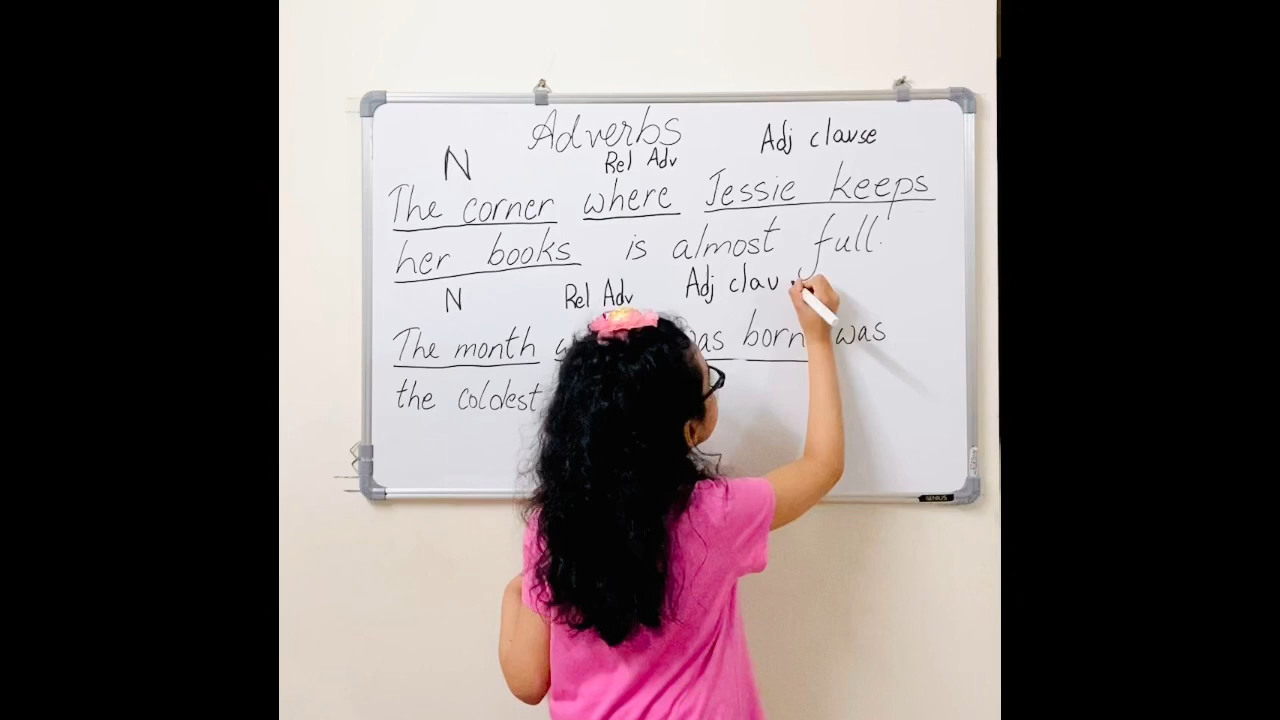 Adverbs
N Rel Adv Adj clause
The corner where Jessie keeps
her books is almost full.
N Rel Adv Adj clau
The month born was
the coldest
GENIUS